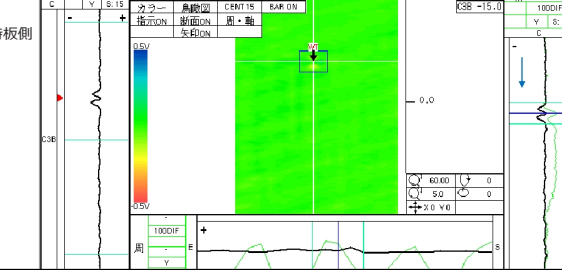 C Y S:15
カラー 鳥瞰図 CENT15 BAR ON
指示ON 断面ON 周・軸
矢印ON
C3B -15.0
100DIF
Y S:
C
持板側
- +
-
0.5V
WT
0.0
C3B
60.00 0
5.0 0
X0 Y0
-0.5V
周
100DIF
-
Y
+
E
S